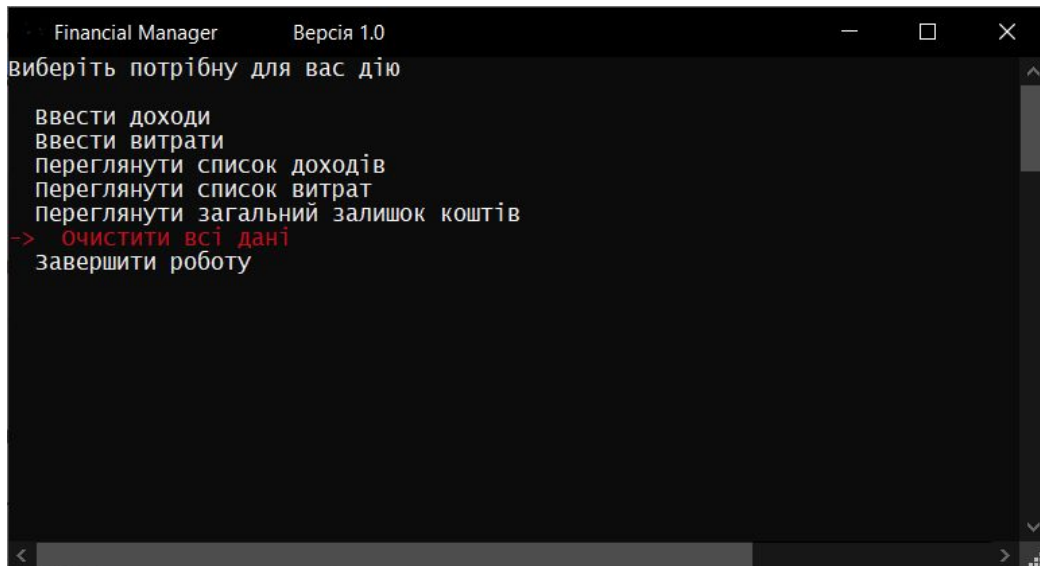 Financial Manager Версія 1.0
Виберіть потрібну для вас дію
Ввести доходи
Ввести витрати
Переглянути список доходів
Переглянути список витрат
Переглянути загальний залишок коштів
-> Очистити всі дані
Завершити роботу